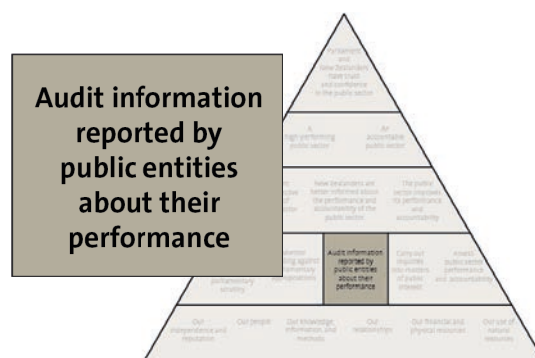 Audit information
reported by
public entities
about their
performance
Parliament
and
New Zealanders
have trust
and confidence
in the public sector
A
high-performing
public sector
An
accountable
public sector
New Zealanders are
better informed about
the performance and
accountability of the
public sector
The public
sector improves
its performance
and
accountability
parliamentary
scrutiny
Audit information
reported by
public entities
about their
performance
Carry out
inquiries
into matters
of public
interest
Assess
public sector
performance
and accountability
Our
independence and
reputation
Our people
Our knowledge,
information, and
methods
Our
relationships
Our financial and
physical resources
Our use of
natural
resources